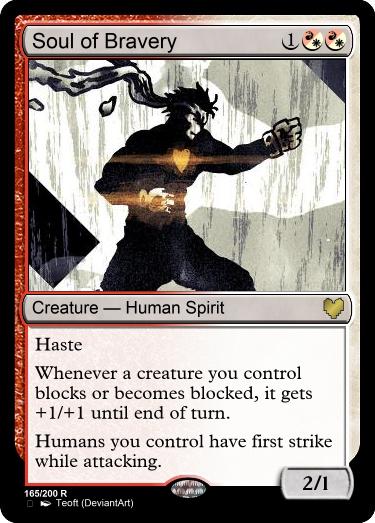 Soul of Bravery 1
Creature — Human Spirit
Haste
Whenever a creature you control
blocks or becomes blocked, it gets
+1/+1 until end of turn.
Humans you control have first strike
while attacking.
2/1
165/200 R
Teoft (DeviantArt)